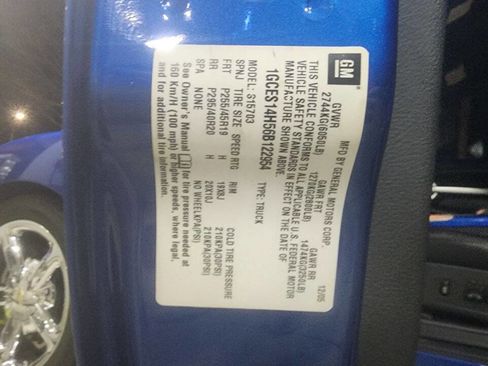 GM
MFD BY GENERAL MOTORS CORP. 12/05
GVWR GAWR FRT GAWR RR
2744KG(6050LB) 1270KG(2800LB) 1474KG(3250LB)
THIS VEHICLE CONFORMS TO ALL APPLICABLE U.S. FEDERAL MOTOR
VEHICLE SAFETY STANDARDS IN EFFECT ON THE DATE OF
MANUFACTURE SHOWN ABOVE.
1GCES14H56B122954 TYPE: TRUCK
MODEL: S15703
SPNJ TIRE SIZE SPEED RTG RIM COLD TIRE PRESSURE
FRT P255/45R19 H 19X8J 210KPA(30PSI)
RR P295/40R20 H 20X10J 210KPA(30PSI)
SPA NONE NO WHEEL KPA(PSI)
See Owner's Manual for tire pressure needed at
160 Km/H (100 mph) or higher speeds, where legal,
and for additional tire information.